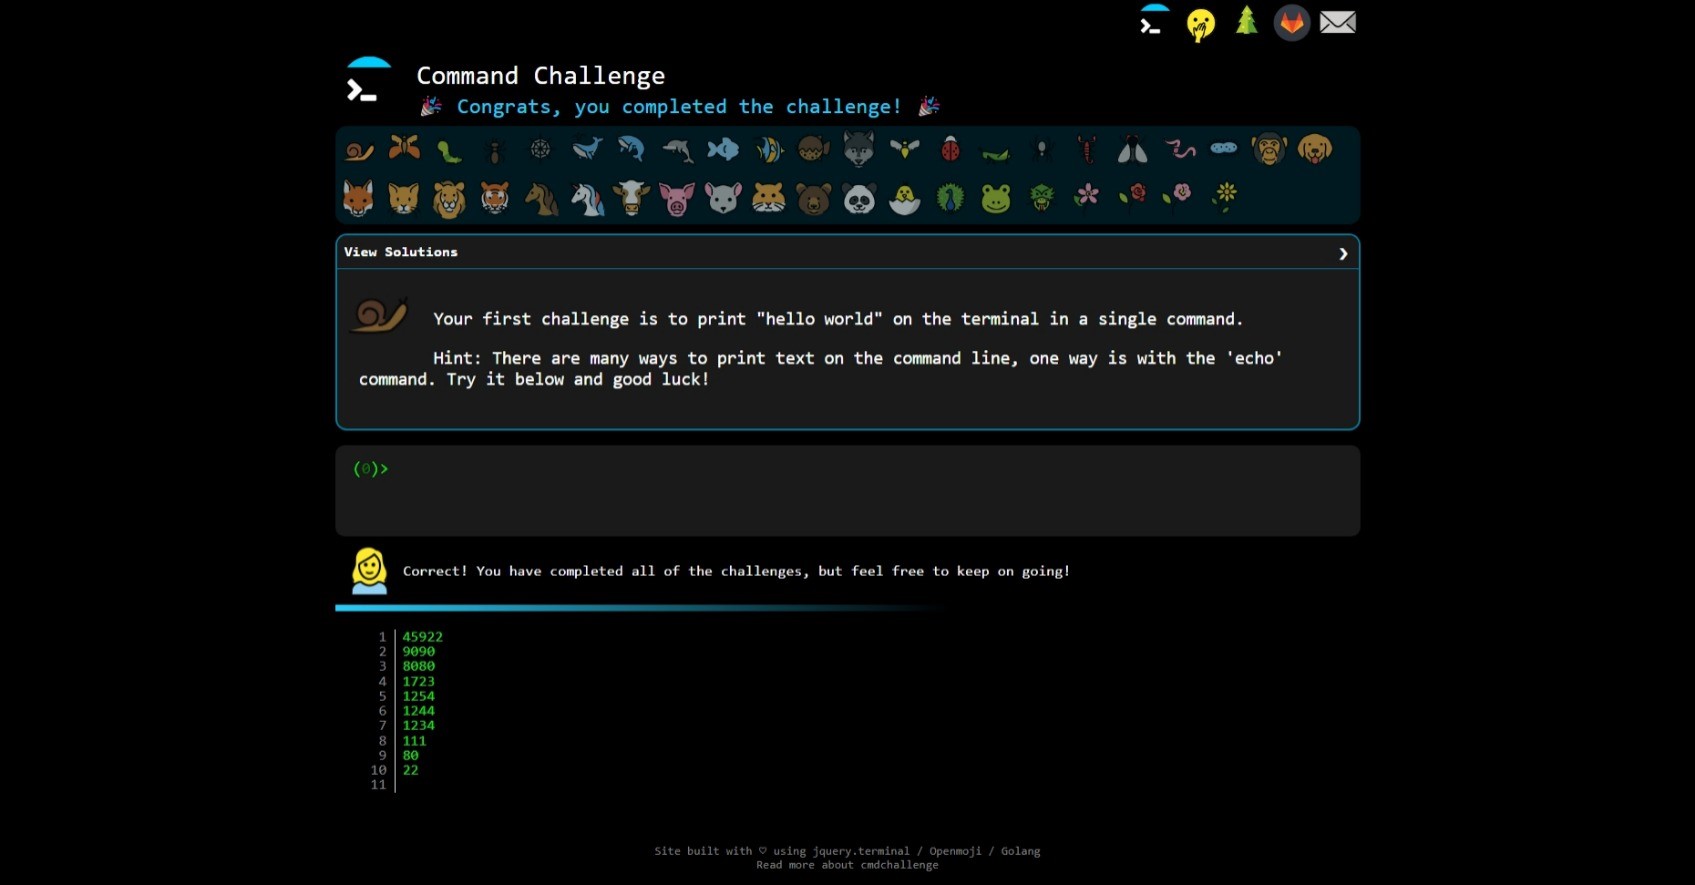 Command Challenge
🎉 Congrats, you completed the challenge! 🎉
View Solutions ❯
Your first challenge is to print "hello world" on the terminal in a single command.
Hint: There are many ways to print text on the command line, one way is with the 'echo'
command. Try it below and good luck!
(0)>
Correct! You have completed all of the challenges, but feel free to keep on going!
1 45922
2 9090
3 8080
4 1723
5 1254
6 1244
7 1234
8 111
9 80
10 22
11
Site built with ♡ using jquery.terminal / Openmoji / Golang
Read more about cmdchallenge